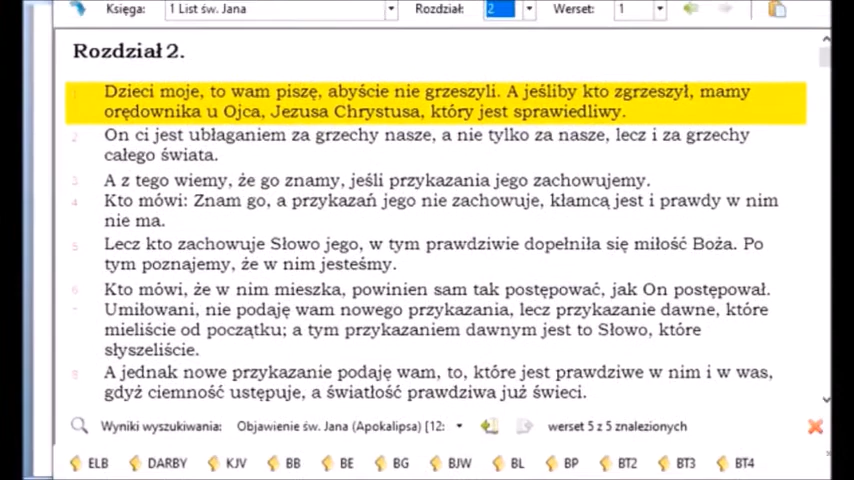 Księga: 1 List św. Jana Rozdział: 2 Werset: 1
Rozdział 2.
1 Dzieci moje, to wam piszę, abyście nie grzeszyli. A jeśliby kto zgrzeszył, mamy
orędownika u Ojca, Jezusa Chrystusa, który jest sprawiedliwy.
2 On ci jest ubłaganiem za grzechy nasze, a nie tylko za nasze, lecz i za grzechy
całego świata.
3 A z tego wiemy, że go znamy, jeśli przykazania jego zachowujemy.
4 Kto mówi: Znam go, a przykazań jego nie zachowuje, kłamcą jest i prawdy w nim
nie ma.
5 Lecz kto zachowuje Słowo jego, w tym prawdziwie dopełniła się miłość Boża. Po
tym poznajemy, że w nim jesteśmy.
6 Kto mówi, że w nim mieszka, powinien sam tak postępować, jak On postępował.
7 Umiłowani, nie podaję wam nowego przykazania, lecz przykazanie dawne, które
mieliście od początku; a tym przykazaniem dawnym jest to Słowo, które
słyszeliście.
8 A jednak nowe przykazanie podaję wam, to, które jest prawdziwe w nim i w was,
gdyż ciemność ustępuje, a światłość prawdziwa już świeci.
Wyniki wyszukiwania: Objawienie św. Jana (Apokalipsa) [12: werset 5 z 5 znalezionych
ELB DARBY KJV BB BE BG BJW BL BP BT2 BT3 BT4